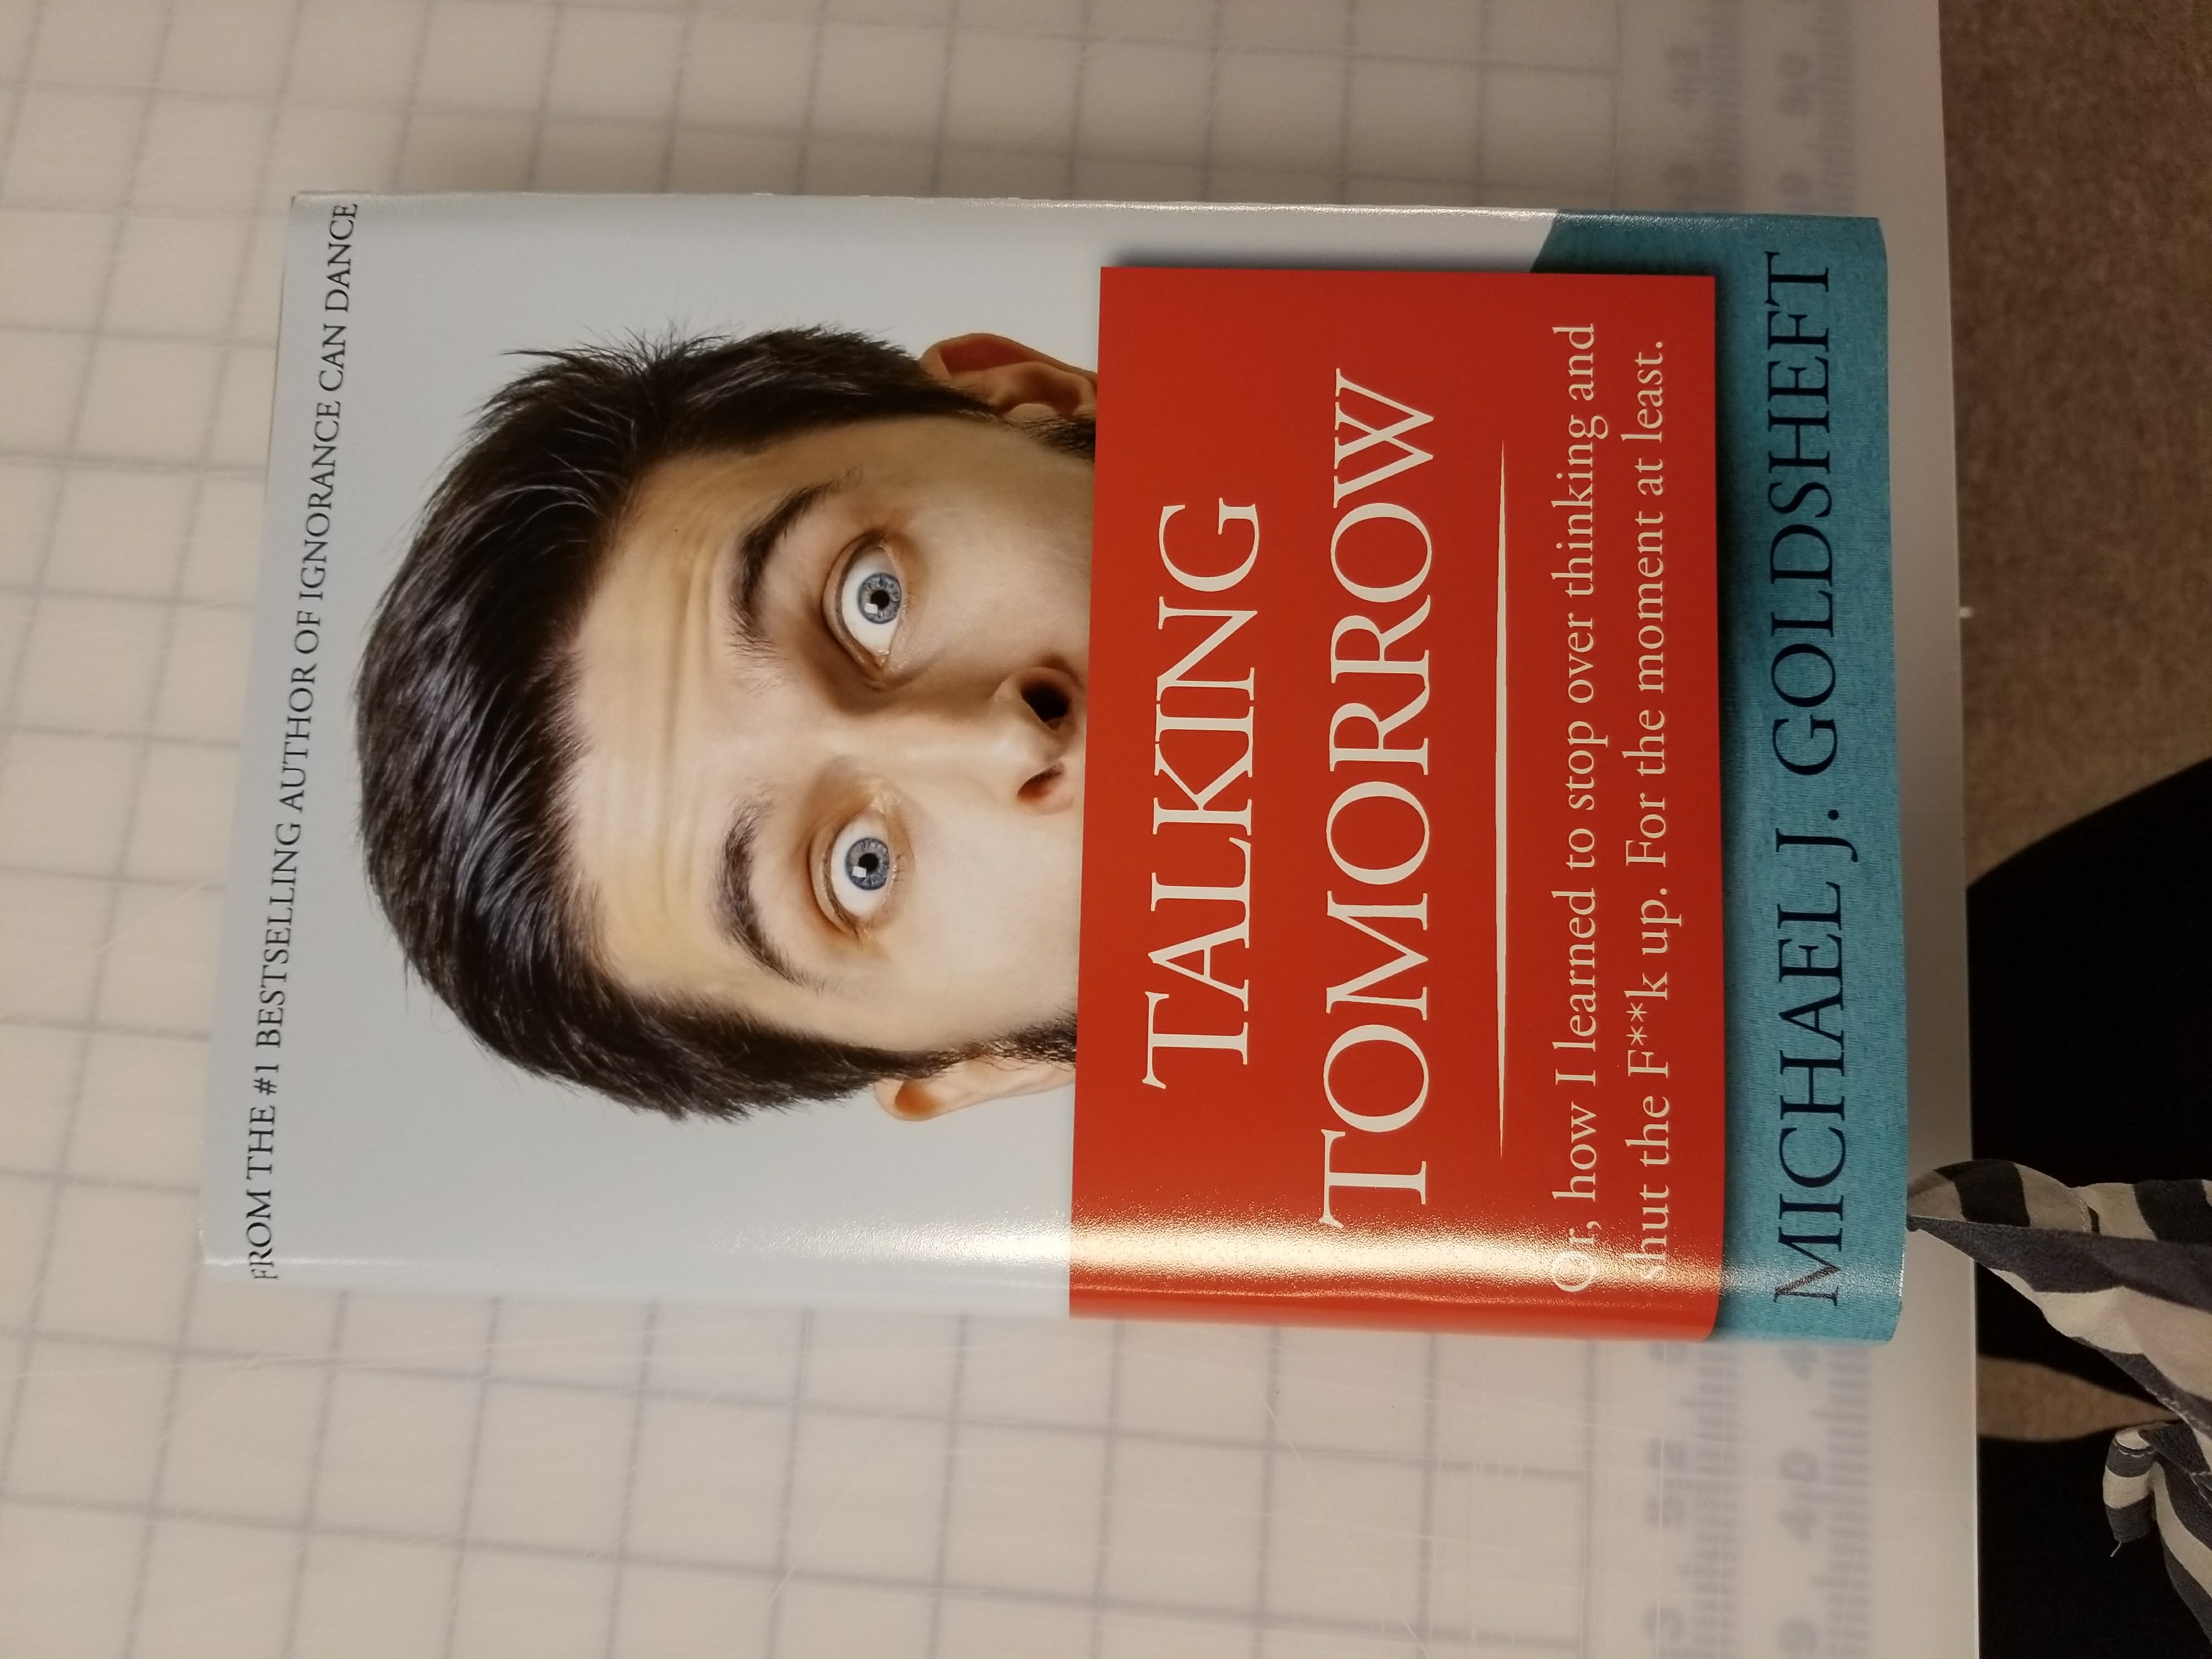 FROM THE #1 BESTSELLING AUTHOR OF IGNORANCE CAN DANCE
TALKING
TOMORROW
Or, how I learned to stop over thinking and
shut the F**k up. For the moment at least.
MICHAEL J. GOLDSHEFT